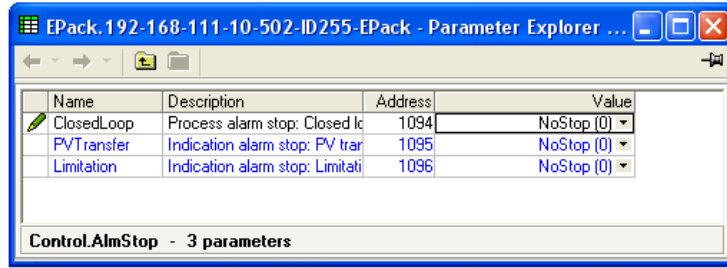 EPack.192-168-111-10-502-ID255-EPack - Parameter Explorer ...
Name Description Address Value
ClosedLoop Process alarm stop: Closed lo 1094 NoStop (0)
PVTransfer Indication alarm stop: PV tran 1095 NoStop (0)
Limitation Indication alarm stop: Limitati 1096 NoStop (0)
Control.AlmStop - 3 parameters